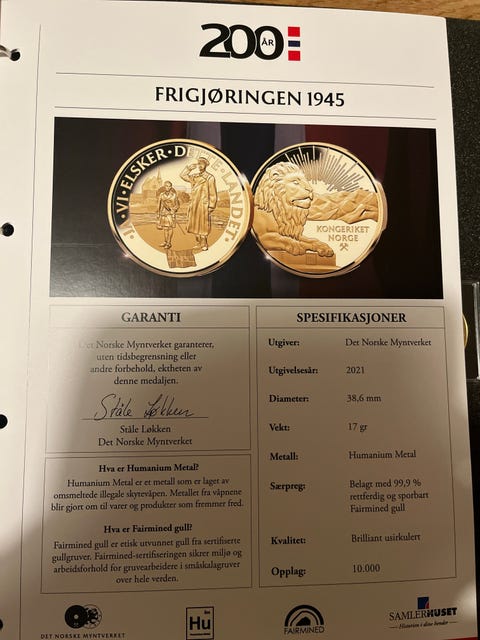 200 ÅR
FRIGJØRINGEN 1945
JA • VI • ELSKER • DETTE • LANDET •
KONGERIKET
NORGE
GARANTI
Det Norske Myntverket garanterer,
uten tidsbegrensning eller
andre forbehold, ektheten av
denne medaljen.
Ståle Løkken
Ståle Løkken
Det Norske Myntverket
Hva er Humanium Metal?
Humanium Metal er et metall som er laget av
omsmeltede illegale skytevåpen. Metallet fra våpnene
blir gjort om til varer og produkter som fremmer fred.
Hva er Fairmined gull?
Fairmined gull er etisk utvunnet gull fra sertifiserte
gullgruver. Fairmined-sertifiseringen sikrer miljø og
arbeidsforhold for gruvearbeidere i småskalagruver
over hele verden.
SPESIFIKASJONER
Utgiver: Det Norske Myntverket
Utgivelsesår: 2021
Diameter: 38,6 mm
Vekt: 17 gr
Metall: Humanium Metal
Særpreg: Belagt med 99,9 %
rettferdig og sporbart
Fairmined gull
Kvalitet: Brilliant usirkulert
Opplag: 10.000
DET NORSKE MYNTVERKET
Hu
FAIRMINED
SAMLERHUSET
Historien i dine hender